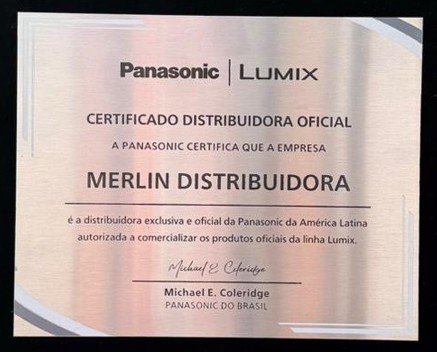 Panasonic | LUMIX
CERTIFICADO DISTRIBUIDORA OFICIAL
A PANASONIC CERTIFICA QUE A EMPRESA
MERLIN DISTRIBUIDORA
é a distribuidora exclusiva e oficial da Panasonic da América Latina
autorizada a comercializar os produtos oficiais da linha Lumix.
Michael E. Coleridge
Michael E. Coleridge
PANASONIC DO BRASIL